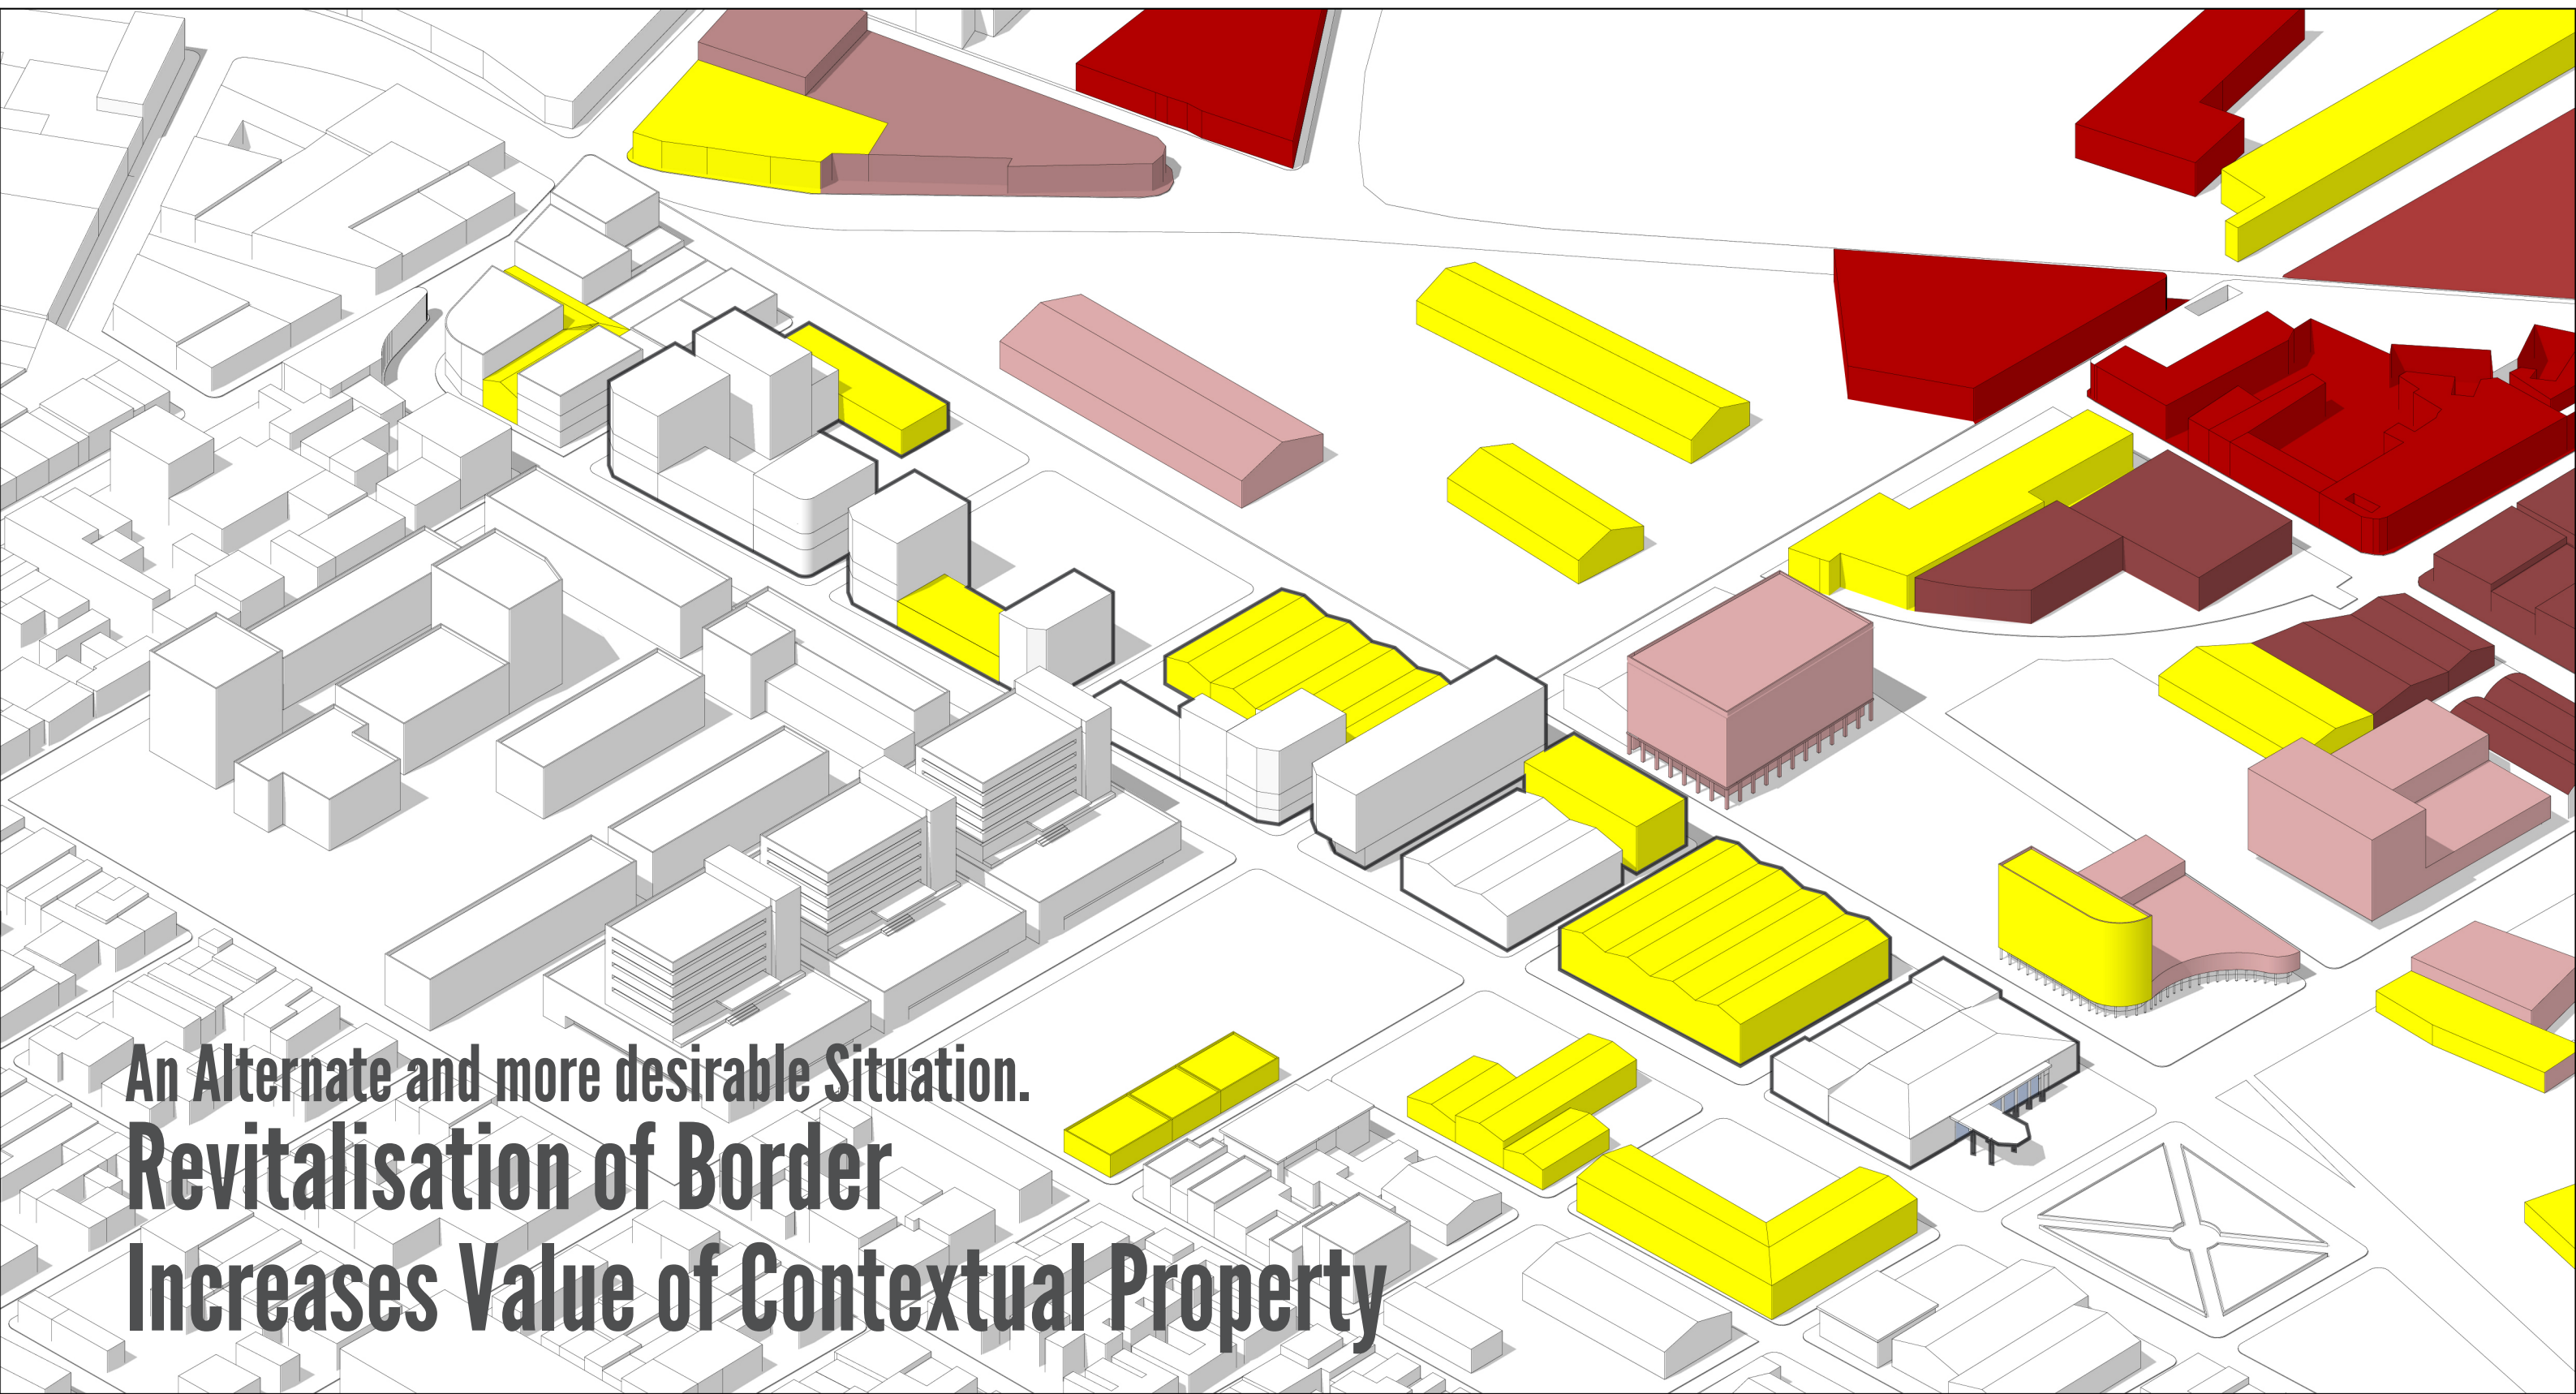 An Alternate and more desirable Situation.
Revitalisation of Border
Increases Value of Contextual Property